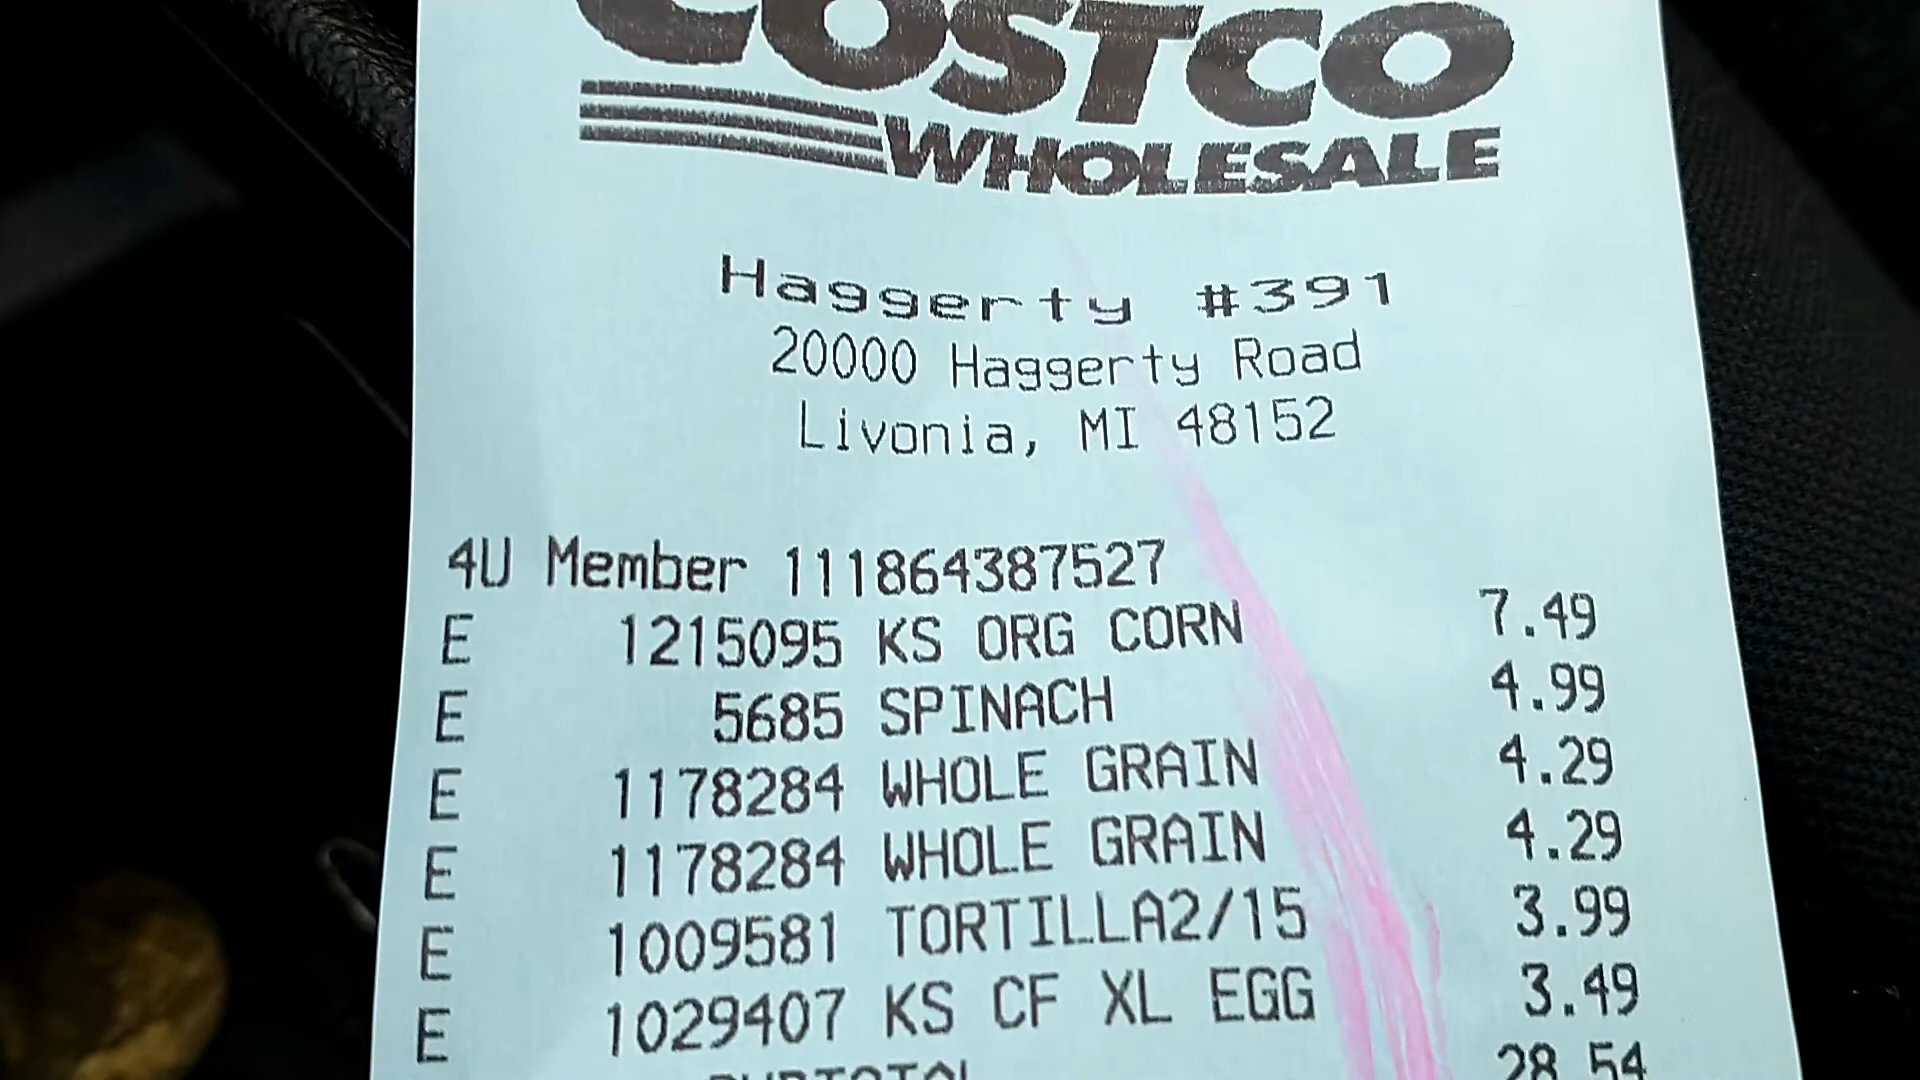 COSTCO
WHOLESALE
Haggerty #391
20000 Haggerty Road
Livonia, MI 48152
4U Member 111864387527
E 1215095 KS ORG CORN 7.49
E 5685 SPINACH 4.99
E 1178284 WHOLE GRAIN 4.29
E 1178284 WHOLE GRAIN 4.29
E 1009581 TORTILLA2/15 3.99
E 1029407 KS CF XL EGG 3.49
SUBTOTAL 28.54